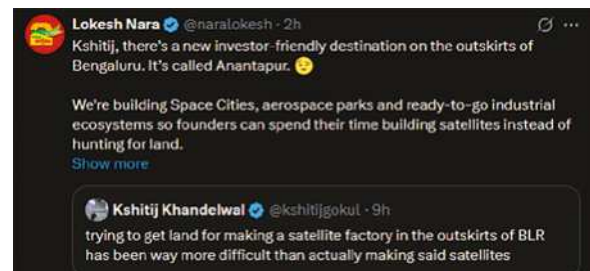 Lokesh Nara @naralokesh · 2h
Kshitij, there's a new investor-friendly destination on the outskirts of
Bengaluru. It's called Anantapur. 😏
We're building Space Cities, aerospace parks and ready-to-go industrial
ecosystems so founders can spend their time building satellites instead of
hunting for land.
Show more
Kshitij Khandelwal @kshitijgokul · 9h
trying to get land for making a satellite factory in the outskirts of BLR
has been way more difficult than actually making said satellites